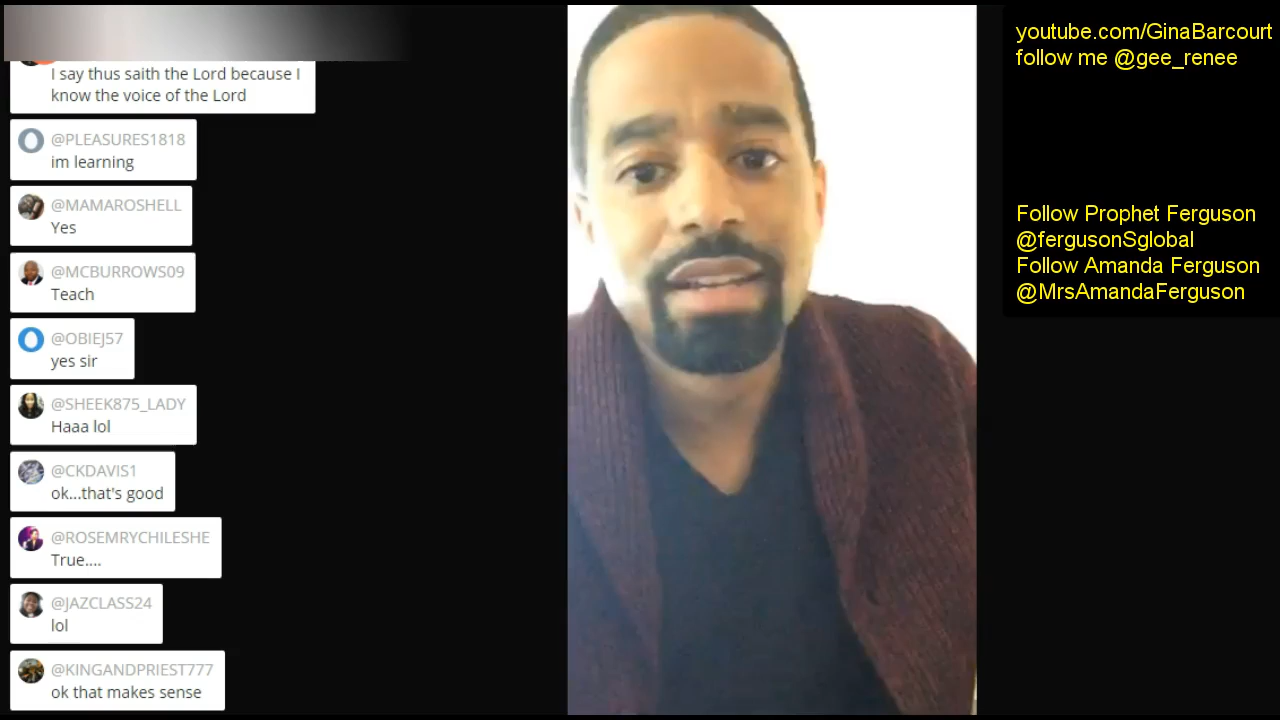 I say thus saith the Lord because I
know the voice of the Lord
@PLEASURES1818
im learning
@MAMAROSHELL
Yes
@MCBURROWS09
Teach
@OBIEJ57
yes sir
@SHEEK875_LADY
Haaa lol
@CKDAVIS1
ok...that's good
@ROSEMRYCHILESHE
True....
@JAZCLASS24
lol
@KINGANDPRIEST777
ok that makes sense
youtube.com/GinaBarcourt
follow me @gee_renee
Follow Prophet Ferguson
@fergusonSglobal
Follow Amanda Ferguson
@MrsAmandaFerguson